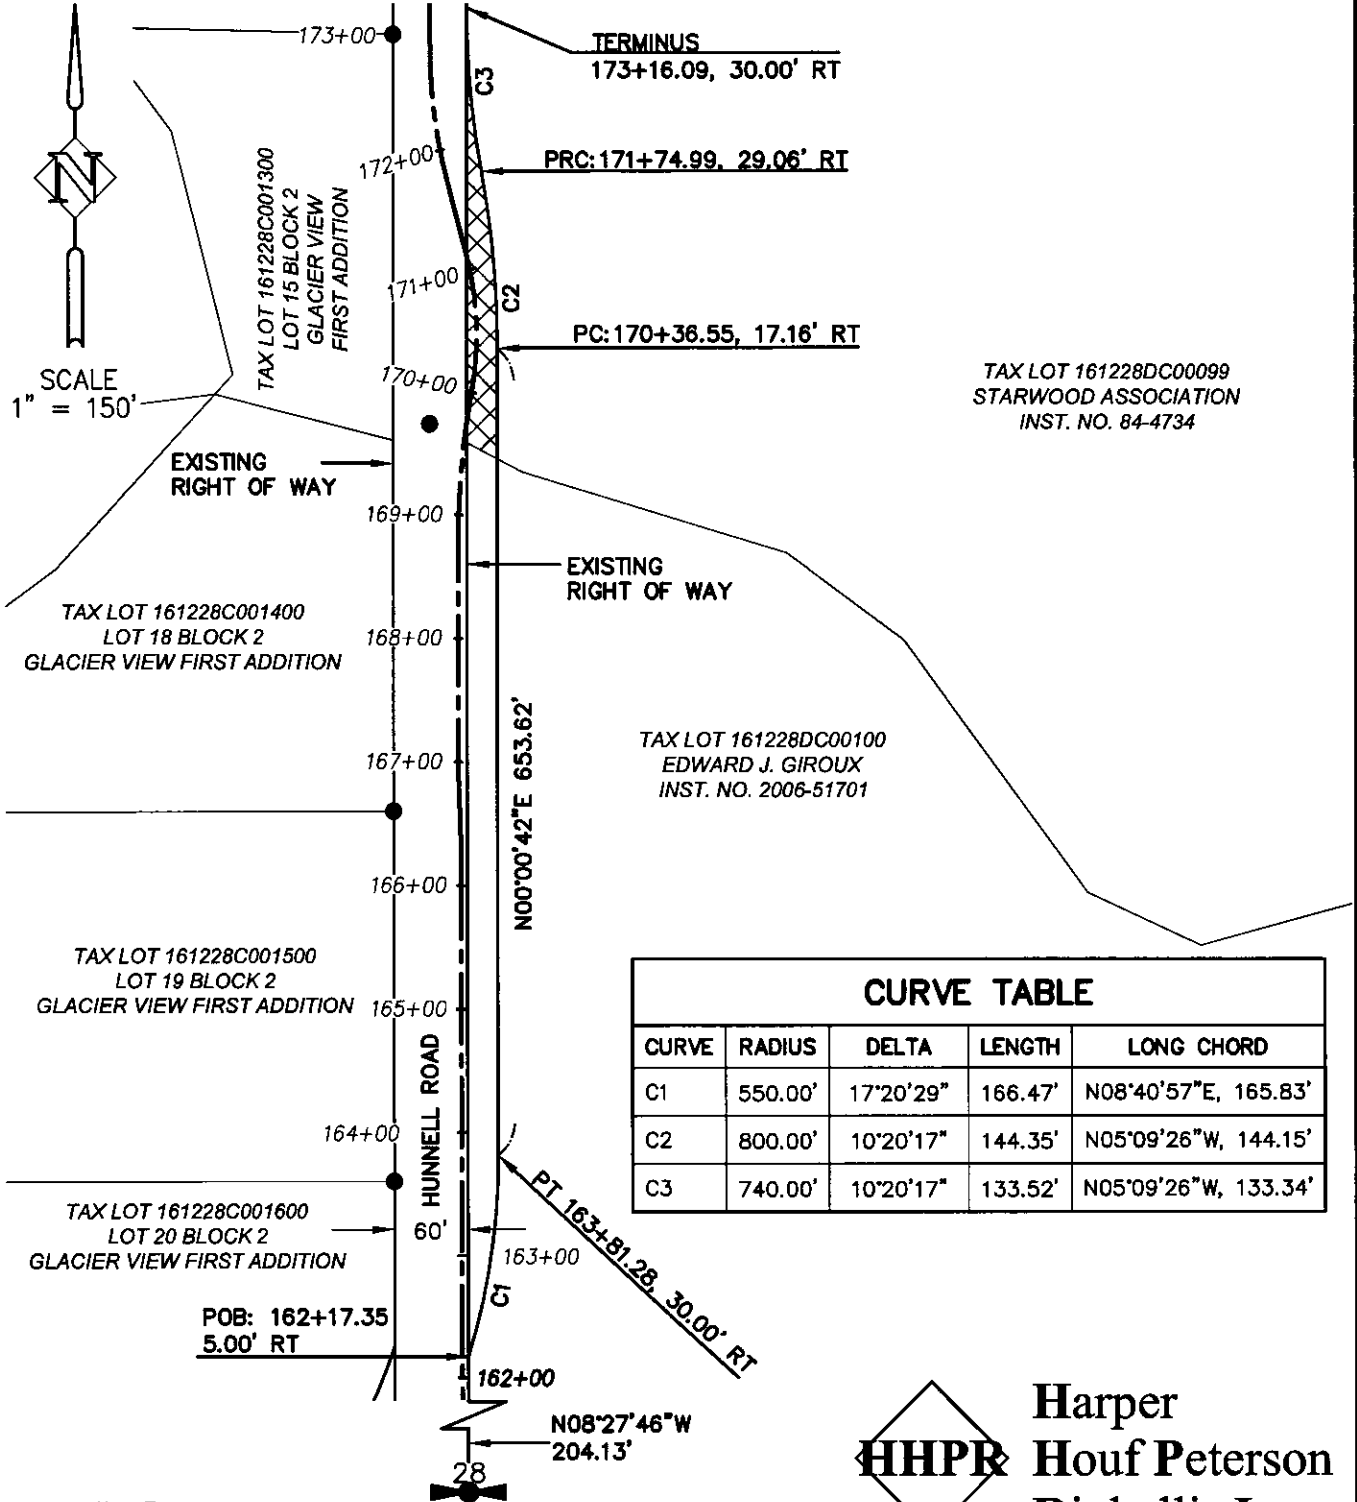 173+00
TERMINUS
173+16.09, 30.00' RT
C3
172+00
PRC: 171+74.99, 29.06' RT
N
TAX LOT 161228C001300
LOT 15 BLOCK 2
GLACIER VIEW
FIRST ADDITION
171+00
C2
PC: 170+36.55, 17.16' RT
SCALE
1" = 150'
170+00
TAX LOT 161228DC00099
STARWOOD ASSOCIATION
INST. NO. 84-4734
EXISTING
RIGHT OF WAY
169+00
EXISTING
RIGHT OF WAY
TAX LOT 161228C001400
LOT 18 BLOCK 2
GLACIER VIEW FIRST ADDITION
168+00
N00°00'42"E 653.62'
167+00
TAX LOT 161228DC00100
EDWARD J. GIROUX
INST. NO. 2006-51701
166+00
TAX LOT 161228C001500
LOT 19 BLOCK 2
GLACIER VIEW FIRST ADDITION
165+00
HUNNELL ROAD
CURVE TABLE
CURVE RADIUS DELTA LENGTH LONG CHORD
C1 550.00' 17°20'29" 166.47' N08°40'57"E, 165.83'
C2 800.00' 10°20'17" 144.35' N05°09'26"W, 144.15'
C3 740.00' 10°20'17" 133.52' N05°09'26"W, 133.34'
164+00
PT 163+81.28, 30.00' RT
TAX LOT 161228C001600
LOT 20 BLOCK 2
GLACIER VIEW FIRST ADDITION
60'
163+00
C1
POB: 162+17.35
5.00' RT
162+00
N08°27'46"W
204.13'
28
HHPR
Harper
Houf Peterson